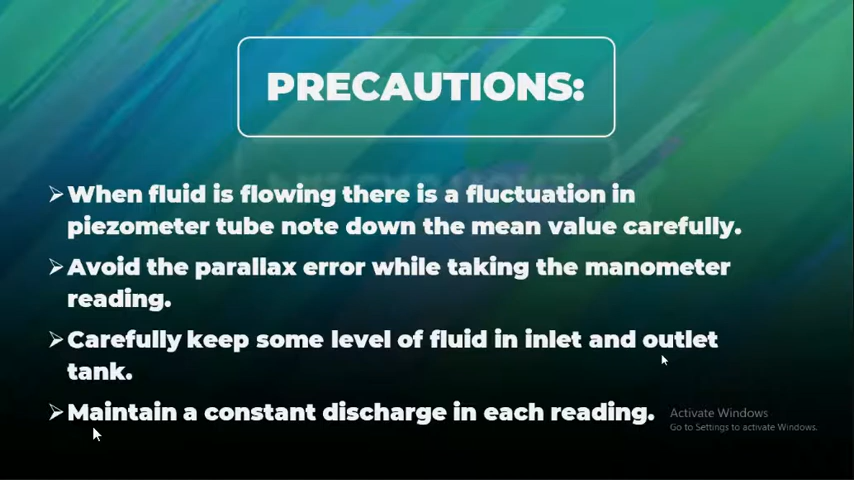 PRECAUTIONS:
➢When fluid is flowing there is a fluctuation in
piezometer tube note down the mean value carefully.
➢Avoid the parallax error while taking the manometer
reading.
➢Carefully keep some level of fluid in inlet and outlet
tank.
➢Maintain a constant discharge in each reading.
Activate Windows
Go to Settings to activate Windows.